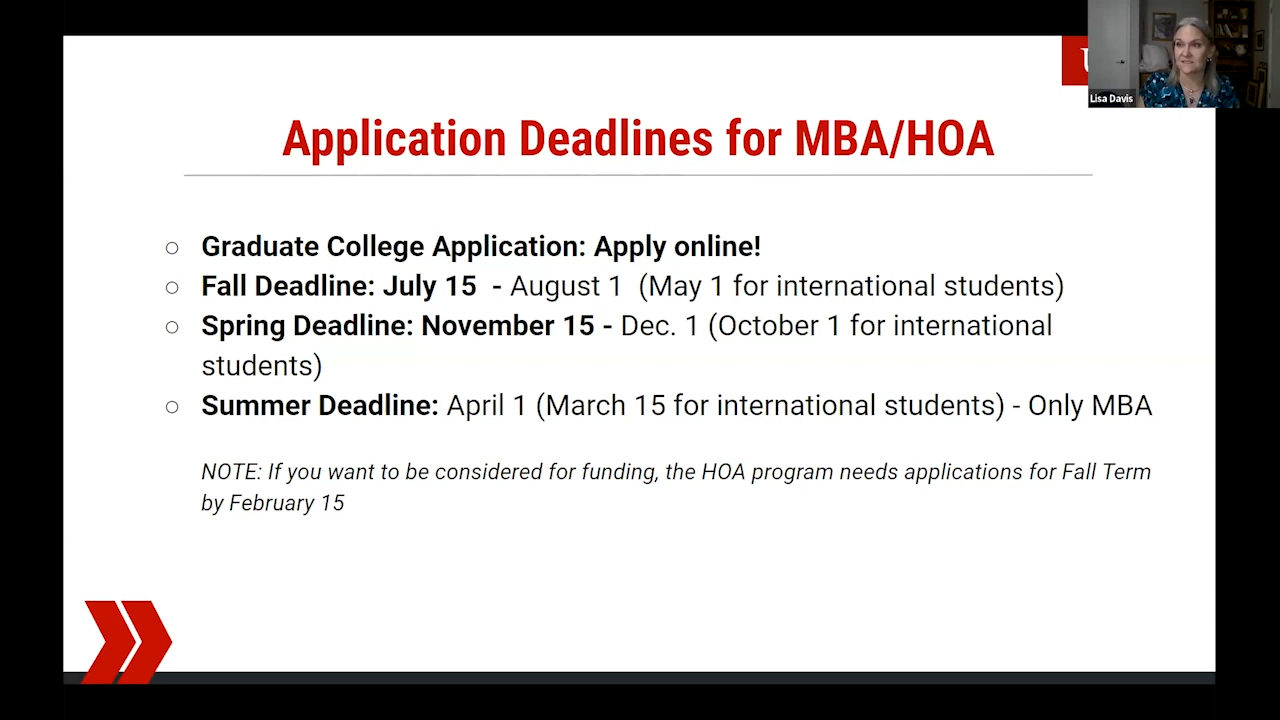 Lisa Davis
Application Deadlines for MBA/HOA
○ Graduate College Application: Apply online!
○ Fall Deadline: July 15 - August 1 (May 1 for international students)
○ Spring Deadline: November 15 - Dec. 1 (October 1 for international
students)
○ Summer Deadline: April 1 (March 15 for international students) - Only MBA
NOTE: If you want to be considered for funding, the HOA program needs applications for Fall Term
by February 15